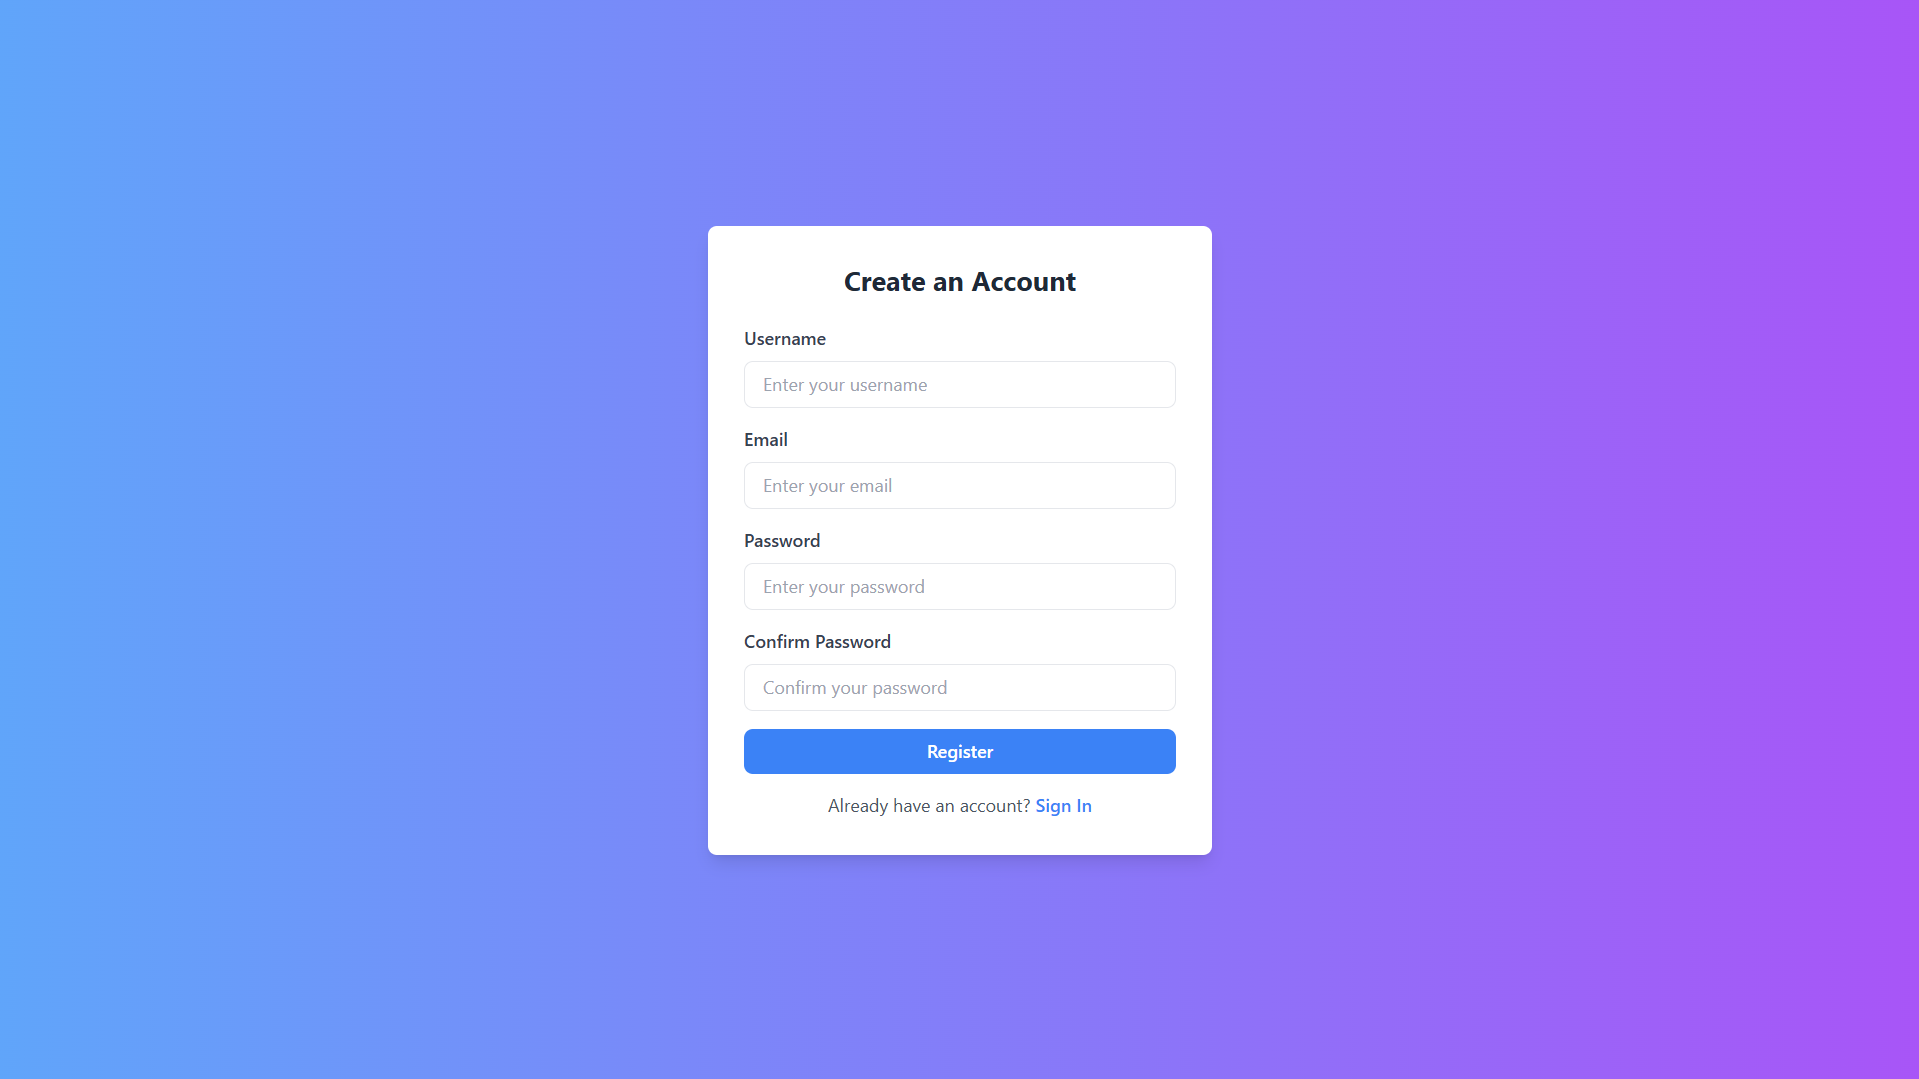 Create an Account
Username
Enter your username
Email
Enter your email
Password
Enter your password
Confirm Password
Confirm your password
Register
Already have an account? Sign In